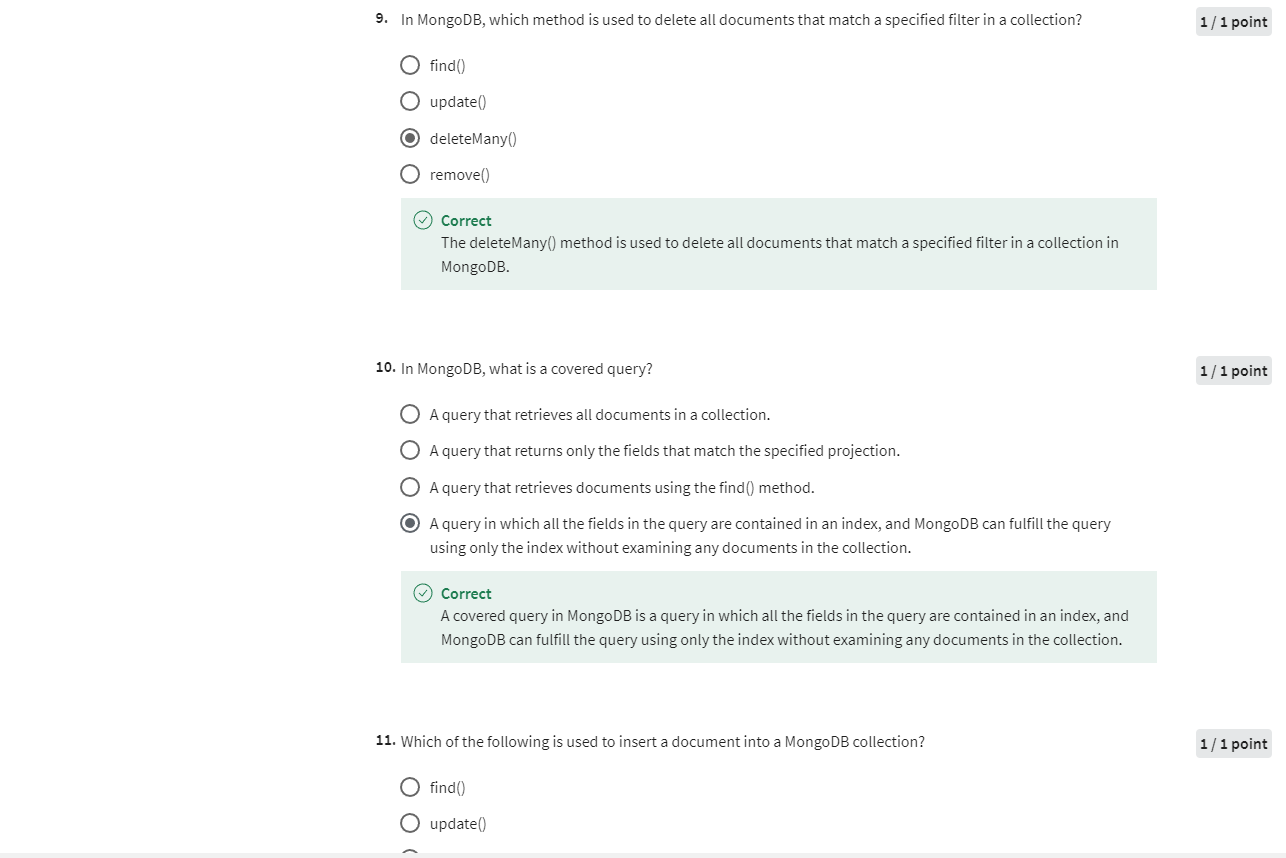 9. In MongoDB, which method is used to delete all documents that match a specified filter in a collection?
1 / 1 point
find()
update()
deleteMany()
remove()
Correct
The deleteMany() method is used to delete all documents that match a specified filter in a collection in
MongoDB.
10. In MongoDB, what is a covered query?
1 / 1 point
A query that retrieves all documents in a collection.
A query that returns only the fields that match the specified projection.
A query that retrieves documents using the find() method.
A query in which all the fields in the query are contained in an index, and MongoDB can fulfill the query
using only the index without examining any documents in the collection.
Correct
A covered query in MongoDB is a query in which all the fields in the query are contained in an index, and
MongoDB can fulfill the query using only the index without examining any documents in the collection.
11. Which of the following is used to insert a document into a MongoDB collection?
1 / 1 point
find()
update()